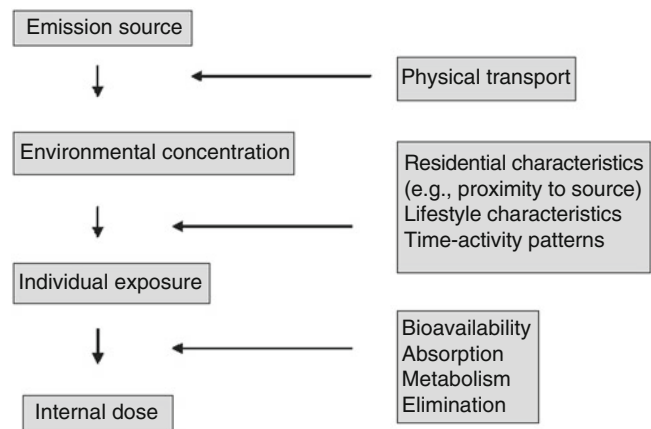 Emission source
Physical transport
Environmental concentration
Residential characteristics
(e.g., proximity to source)
Lifestyle characteristics
Time-activity patterns
Individual exposure
Bioavailability
Absorption
Metabolism
Elimination
Internal dose